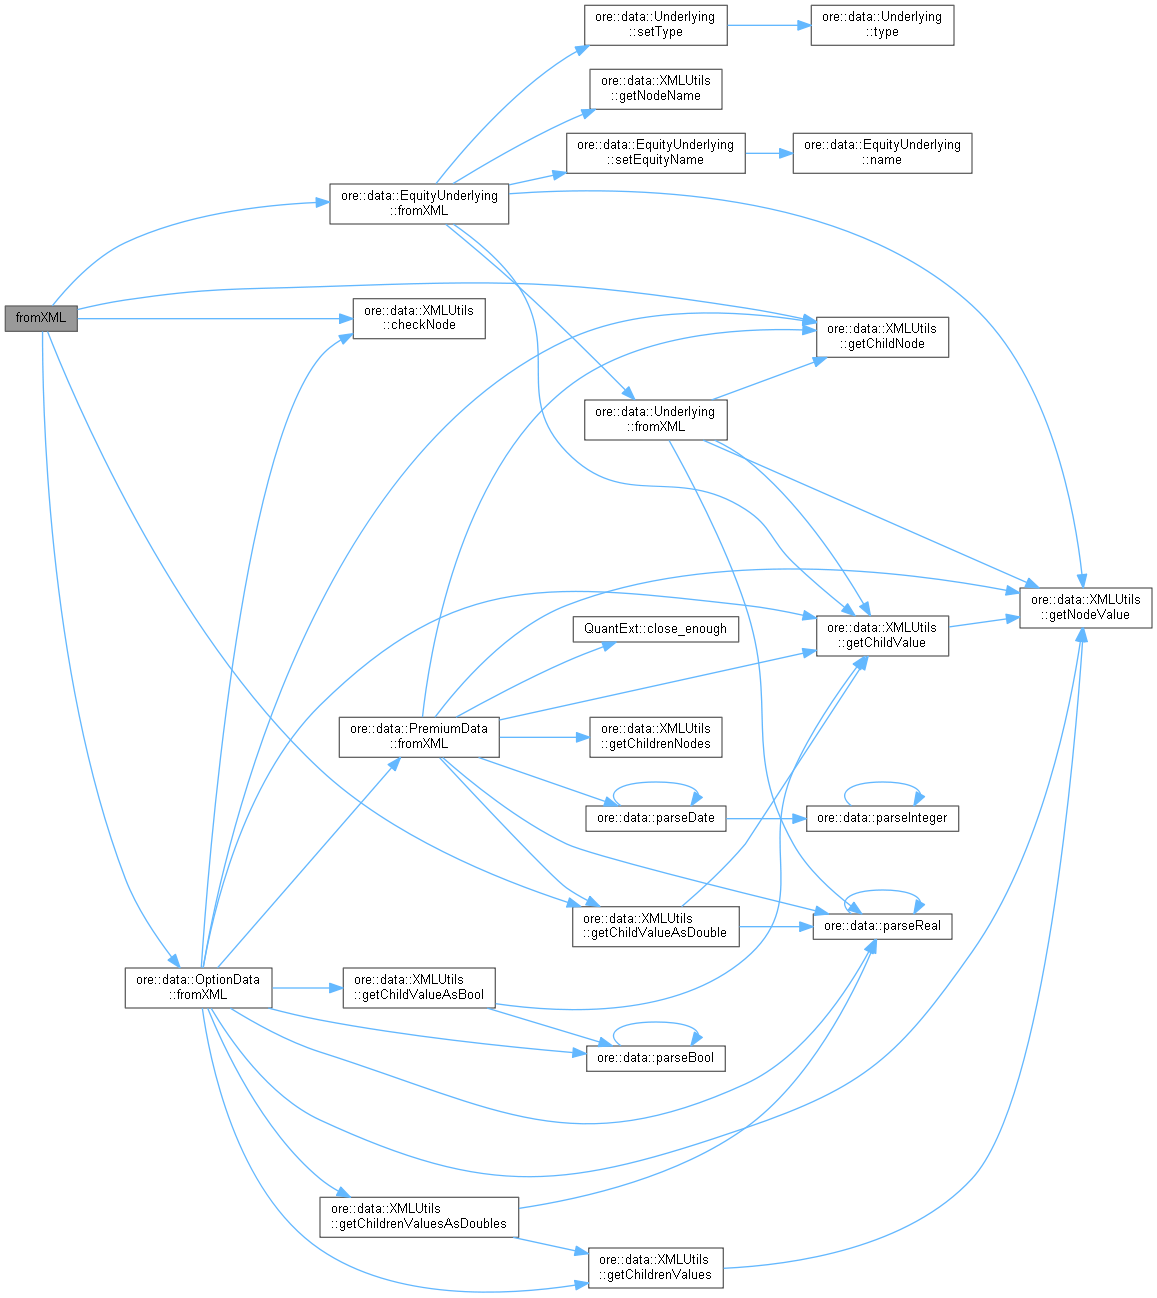 ore::data::Underlying
::setType
ore::data::Underlying
::type
ore::data::XMLUtils
::getNodeName
ore::data::EquityUnderlying
::setEquityName
ore::data::EquityUnderlying
::name
ore::data::EquityUnderlying
::fromXML
fromXML
ore::data::XMLUtils
::checkNode
ore::data::XMLUtils
::getChildNode
ore::data::Underlying
::fromXML
ore::data::XMLUtils
::getNodeValue
QuantExt::close_enough
ore::data::XMLUtils
::getChildValue
ore::data::PremiumData
::fromXML
ore::data::XMLUtils
::getChildrenNodes
ore::data::parseDate
ore::data::parseInteger
ore::data::XMLUtils
::getChildValueAsDouble
ore::data::parseReal
ore::data::OptionData
::fromXML
ore::data::XMLUtils
::getChildValueAsBool
ore::data::parseBool
ore::data::XMLUtils
::getChildrenValuesAsDoubles
ore::data::XMLUtils
::getChildrenValues